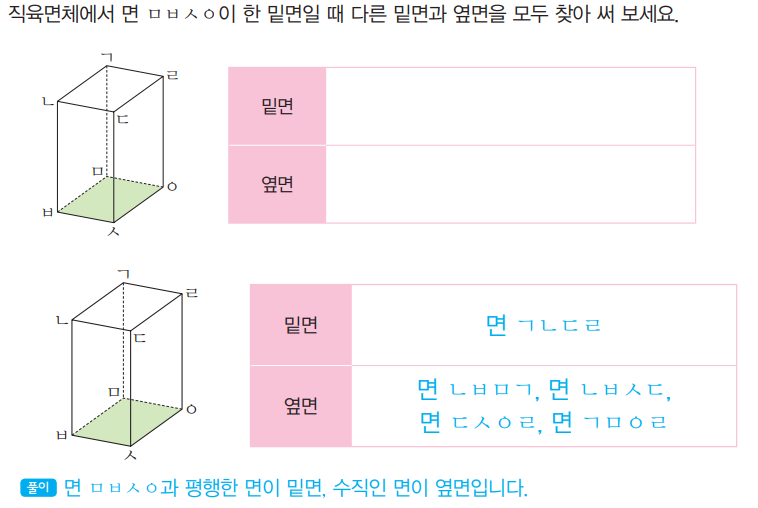 직육면체에서 면 ㅁㅂㅅㅇ이 한 밑면일 때 다른 밑면과 옆면을 모두 찾아 써 보세요.
ㄱ
ㄹ
ㄴ
ㄷ
ㅁ
ㅇ
ㅂ
ㅅ
밑면
옆면
ㄱ
ㄹ
ㄴ
ㄷ
ㅁ
ㅇ
ㅂ
ㅅ
밑면
면 ㄱㄴㄷㄹ
옆면
면 ㄴㅂㅁㄱ, 면 ㄴㅂㅅㄷ,
면 ㄷㅅㅇㄹ, 면 ㄱㅁㅇㄹ
풀이 면 ㅁㅂㅅㅇ과 평행한 면이 밑면, 수직인 면이 옆면입니다.